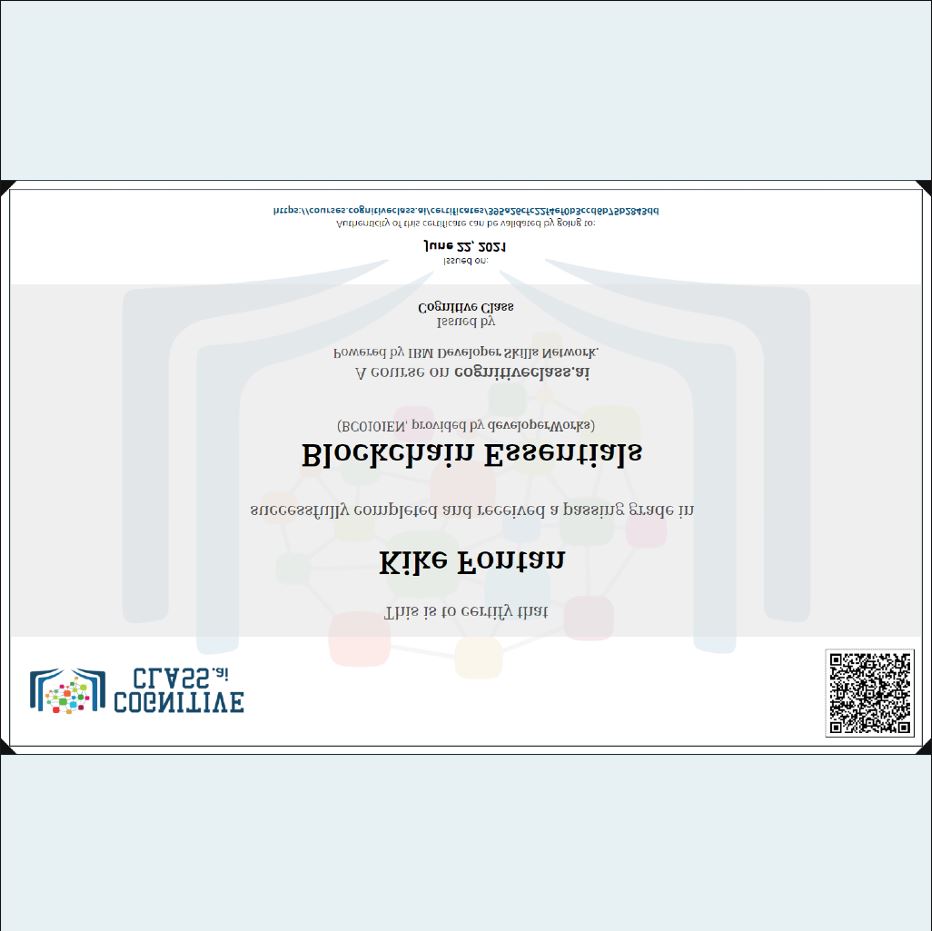 COGNITIVE
CLASS.ai
This is to certify that
Kike Fontan
successfully completed and received a passing grade in
Blockchain Essentials
(BC0101EN, provided by developerWorks)
A course on cognitiveclass.ai
Powered by IBM Developer Skills Network.
Issued by
Cognitive Class
Issued on:
June 22, 2021
Authenticity of this certificate can be validated by going to:
https://courses.cognitiveclass.ai/certificates/395a26cfc22f4ef0b3ccd6b75b2843dd